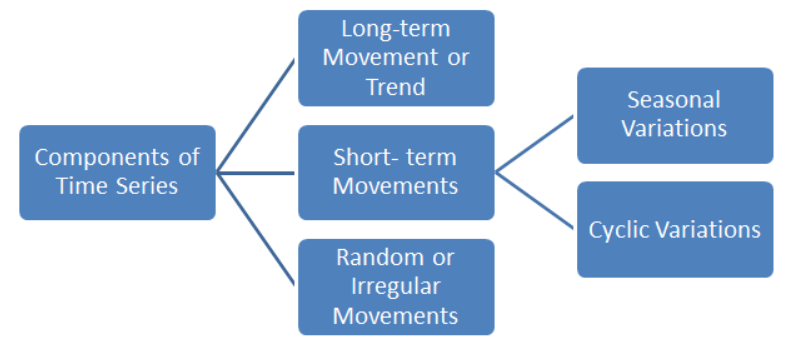 Components of
Time Series
Long-term
Movement or
Trend
Short- term
Movements
Random or
Irregular
Movements
Seasonal
Variations
Cyclic Variations